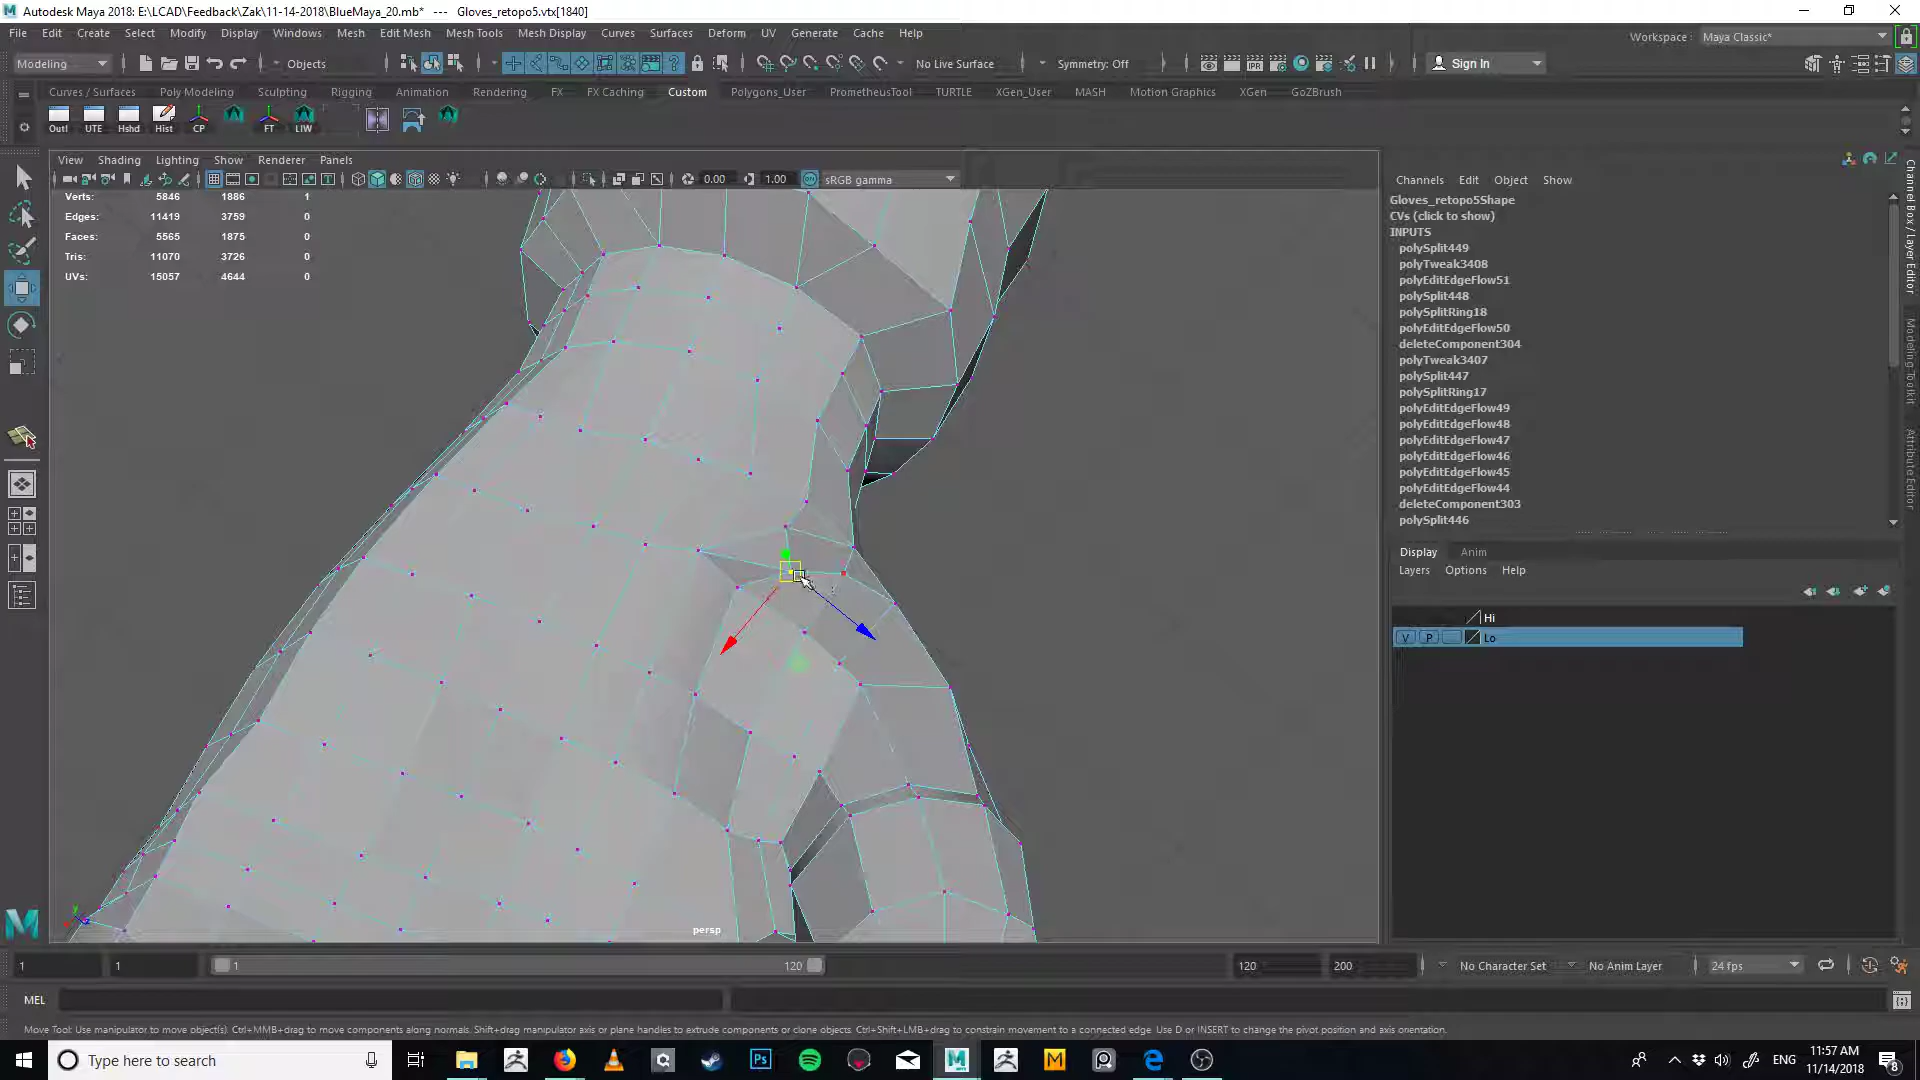 Autodesk Maya 2018: E:\LCAD\Feedback\Zak\11-14-2018\BlueMaya_20.mb* --- Gloves_retopo5.vtx[1840]
File Edit Create Select Modify Display Windows Mesh Edit Mesh Mesh Tools Mesh Display Curves Surfaces Deform UV Generate Cache Help
Workspace : Maya Classic*
Modeling Objects No Live Surface Symmetry: Off Sign In
Curves / Surfaces Poly Modeling Sculpting Rigging Animation Rendering FX FX Caching Custom Polygons_User PrometheusTool TURTLE XGen_User MASH Motion Graphics XGen GoZBrush
Outl UTE Hshd Hist CP FT LIW
View Shading Lighting Show Renderer Panels
0.00 1.00 sRGB gamma
Verts: 5846 1886 1
Edges: 11419 3759 0
Faces: 5565 1875 0
Tris: 11070 3726 0
UVs: 15057 4644 0
persp
Channels Edit Object Show
Gloves_retopo5Shape
CVs (click to show)
INPUTS
polySplit449
polyTweak3408
polyEditEdgeFlow51
polySplit448
polySplitRing18
polyEditEdgeFlow50
deleteComponent304
polyTweak3407
polySplit447
polySplitRing17
polyEditEdgeFlow49
polyEditEdgeFlow48
polyEditEdgeFlow47
polyEditEdgeFlow46
polyEditEdgeFlow45
polyEditEdgeFlow44
deleteComponent303
polySplit446
Display Anim
Layers Options Help
Hi
V P Lo
Channel Box / Layer Editor
Modeling Toolkit
Attribute Editor
1 1 1 120 120 200 No Character Set No Anim Layer 24 fps
MEL
Move Tool: Use manipulator to move object(s). Ctrl+MMB+drag to move components along normals. Shift+drag manipulator axis or plane handles to extrude components or clone objects. Ctrl+Shift+LMB+drag to constrain movement to a connected edge. Use D or INSERT to change the pivot position and axis orientation.
Type here to search
ENG
11:57 AM
11/14/2018
8